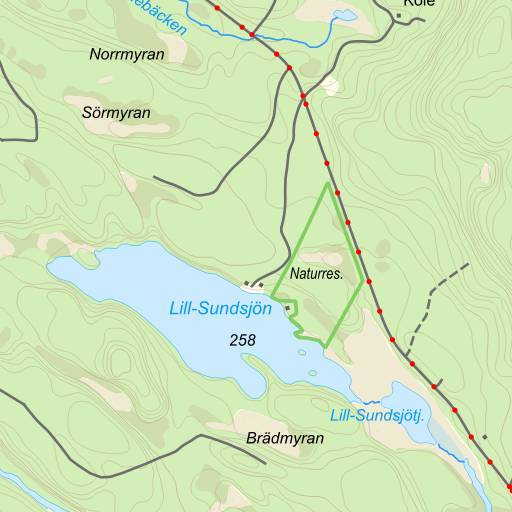 Kole
Norrmyran
Sörmyran
Naturres.
Lill-Sundsjön
258
Lill-Sundsjötj.
Brädmyran